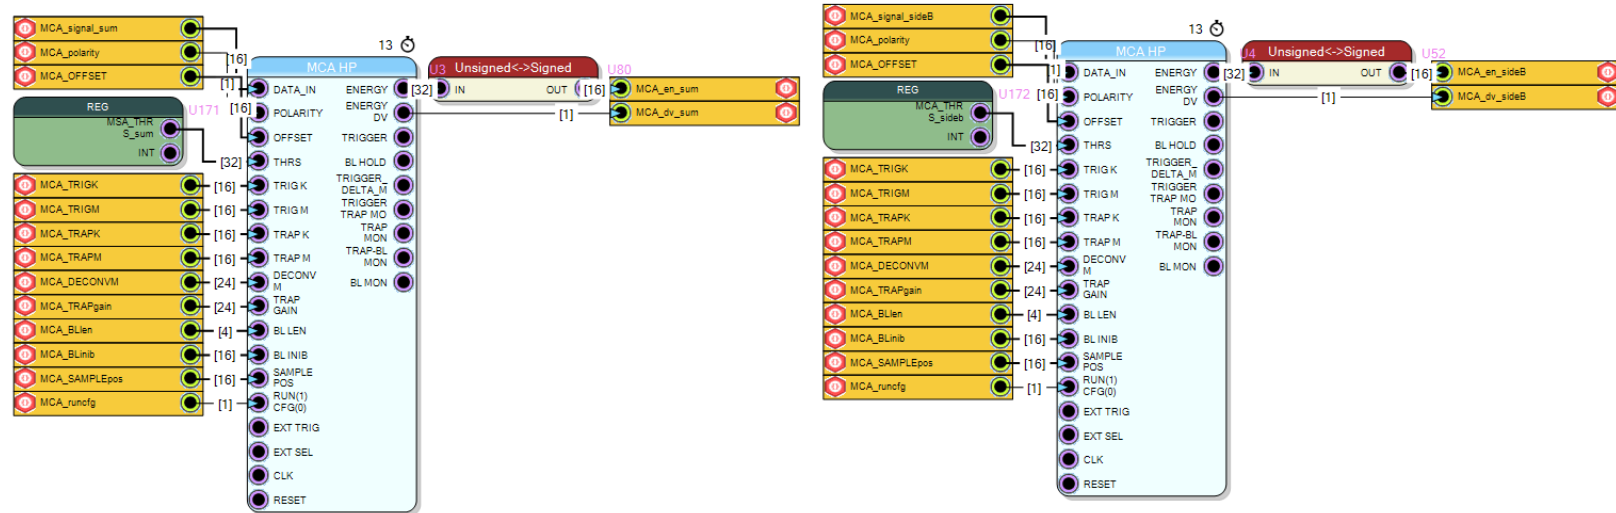 MCA_signal_sum
MCA_polarity
MCA_OFFSET
[16]
[1]
[16]
REG
MSA_THR
S_sum
INT
U171
[32]
MCA_TRIGK
[16]
MCA_TRIGM
[16]
MCA_TRAPK
[16]
MCA_TRAPM
[16]
MCA_DECONVM
[24]
MCA_TRAPgain
[24]
MCA_BLlen
[4]
MCA_BLinib
[16]
MCA_SAMPLEpos
[16]
MCA_runcfg
[1]
13
MCA HP
DATA_IN
POLARITY
OFFSET
THRS
TRIG K
TRIG M
TRAP K
TRAP M
DECONV
M
TRAP
GAIN
BL LEN
BL INIB
SAMPLE
POS
RUN(1)
CFG(0)
EXT TRIG
EXT SEL
CLK
RESET
ENERGY
ENERGY
DV
TRIGGER
BL HOLD
TRIGGER_
DELTA_M
TRIGGER
TRAP MO
TRAP
MON
TRAP-BL
MON
BL MON
[32]
U3
Unsigned<->Signed
IN
OUT
[16]
[1]
U80
MCA_en_sum
MCA_dv_sum
MCA_signal_sideB
MCA_polarity
MCA_OFFSET
[16]
[1]
[16]
REG
MCA_THR
S_sideb
INT
U172
[32]
MCA_TRIGK
[16]
MCA_TRIGM
[16]
MCA_TRAPK
[16]
MCA_TRAPM
[16]
MCA_DECONVM
[24]
MCA_TRAPgain
[24]
MCA_BLlen
[4]
MCA_BLinib
[16]
MCA_SAMPLEpos
[16]
MCA_runcfg
[1]
13
MCA HP
DATA_IN
POLARITY
OFFSET
THRS
TRIG K
TRIG M
TRAP K
TRAP M
DECONV
M
TRAP
GAIN
BL LEN
BL INIB
SAMPLE
POS
RUN(1)
CFG(0)
EXT TRIG
EXT SEL
CLK
RESET
ENERGY
ENERGY
DV
TRIGGER
BL HOLD
TRIGGER_
DELTA_M
TRIGGER
TRAP MO
TRAP
MON
TRAP-BL
MON
BL MON
[32]
U4
Unsigned<->Signed
IN
OUT
[16]
[1]
U52
MCA_en_sideB
MCA_dv_sideB